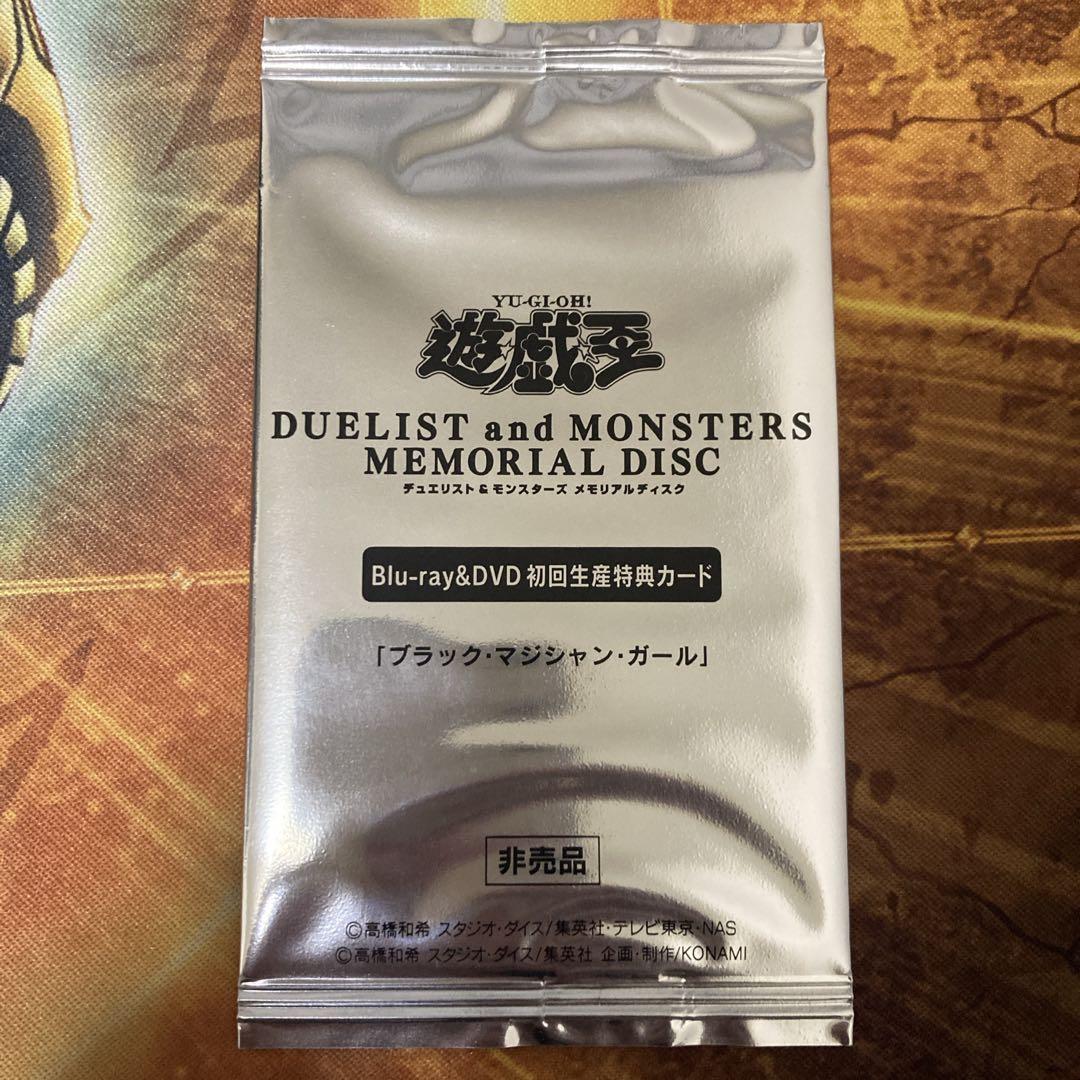 YU-GI-OH!
遊戯王
DUELIST and MONSTERS
MEMORIAL DISC
デュエリスト&モンスターズ メモリアルディスク
Blu-ray&DVD 初回生産特典カード
「ブラック・マジシャン・ガール」
非売品
©高橋和希 スタジオ・ダイス/集英社・テレビ東京・NAS
©高橋和希 スタジオ・ダイス/集英社 企画・制作/KONAMI